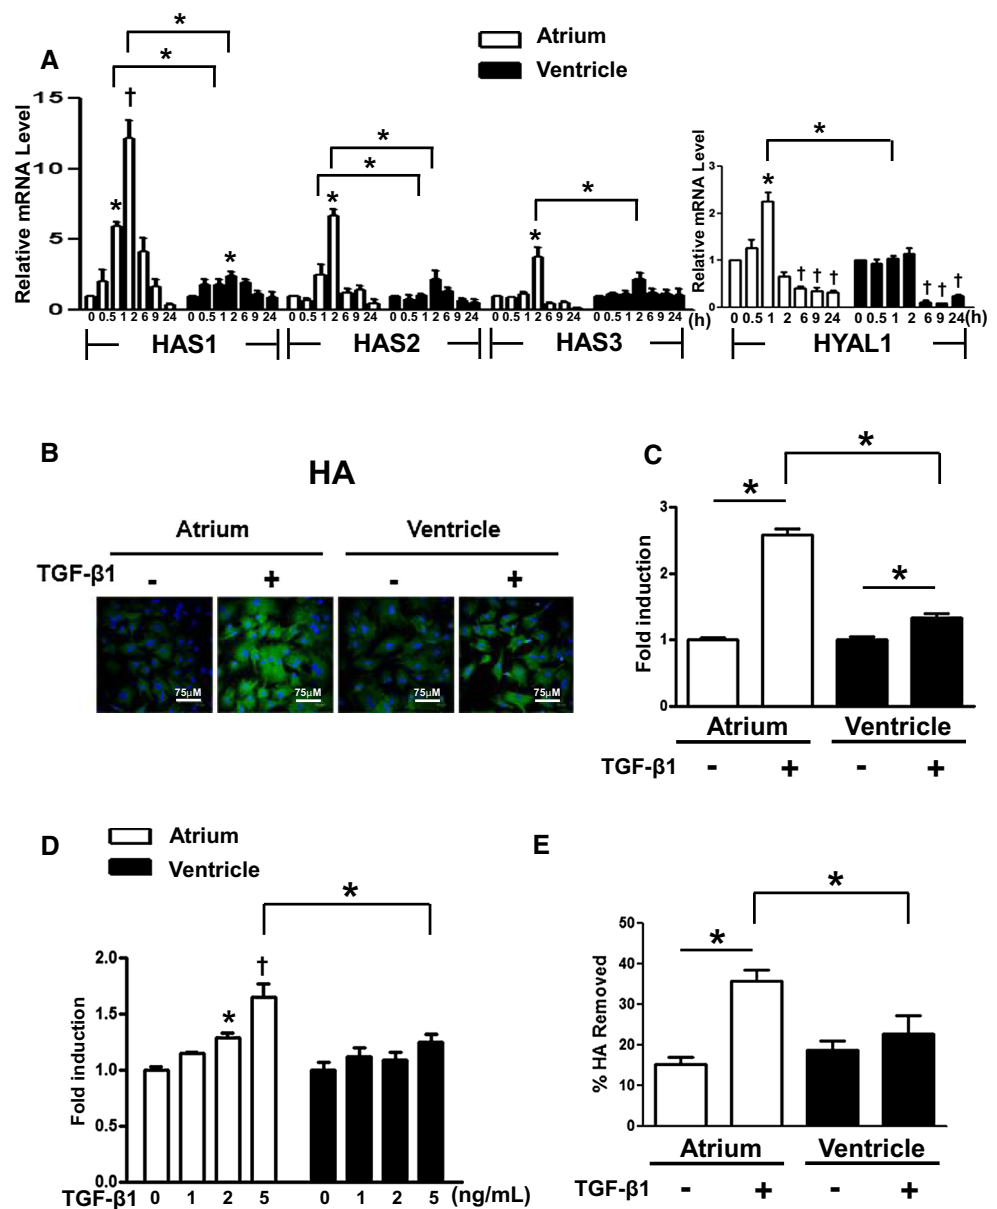 A
Atrium
Ventricle
* *
* * † *
* * *
* *
* *
Relative mRNA Level
15
10
5
0
0 0.5 1 2 6 9 24 0 0.5 1 2 6 9 24 0 0.5 1 2 6 9 24 0 0.5 1 2 6 9 24 0 0.5 1 2 6 9 24 0 0.5 1 2 6 9 24 (h)
HAS1 HAS2 HAS3
Relative mRNA Level
3
2
1
0
* *
† † † † † †
0 0.5 1 2 6 9 24 0 0.5 1 2 6 9 24 (h)
HYAL1
B
HA
Atrium Ventricle
TGF-β1 - + - +
75µM 75µM 75µM 75µM
C
* * *
Fold induction
3
2
1
0
Atrium Ventricle
TGF-β1 - + - +
D
Atrium
Ventricle
*
* †
Fold induction
2.0
1.5
1.0
0.5
0.0
TGF-β1 0 1 2 5 0 1 2 5 (ng/mL)
E
* *
% HA Removed
50
40
30
20
10
0
Atrium Ventricle
TGF-β1 - + - +